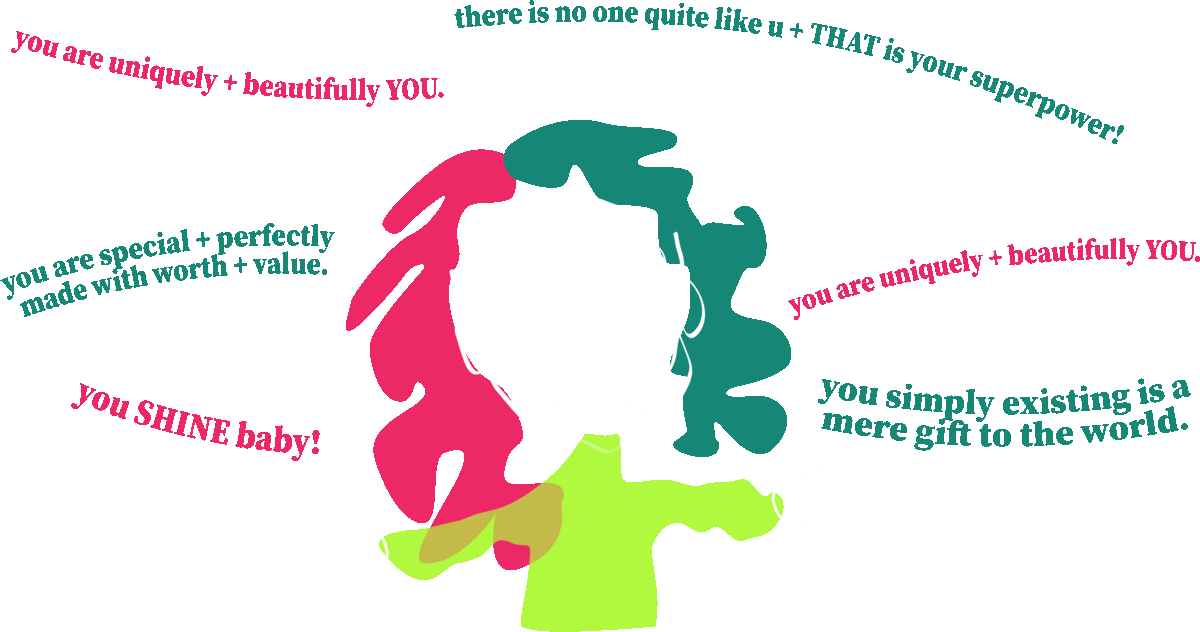 there is no one quite like u + THAT is your superpower!
you are uniquely + beautifully YOU.
you are special + perfectly
made with worth + value.
you are uniquely + beautifully YOU.
you SHINE baby!
you simply existing is a
mere gift to the world.